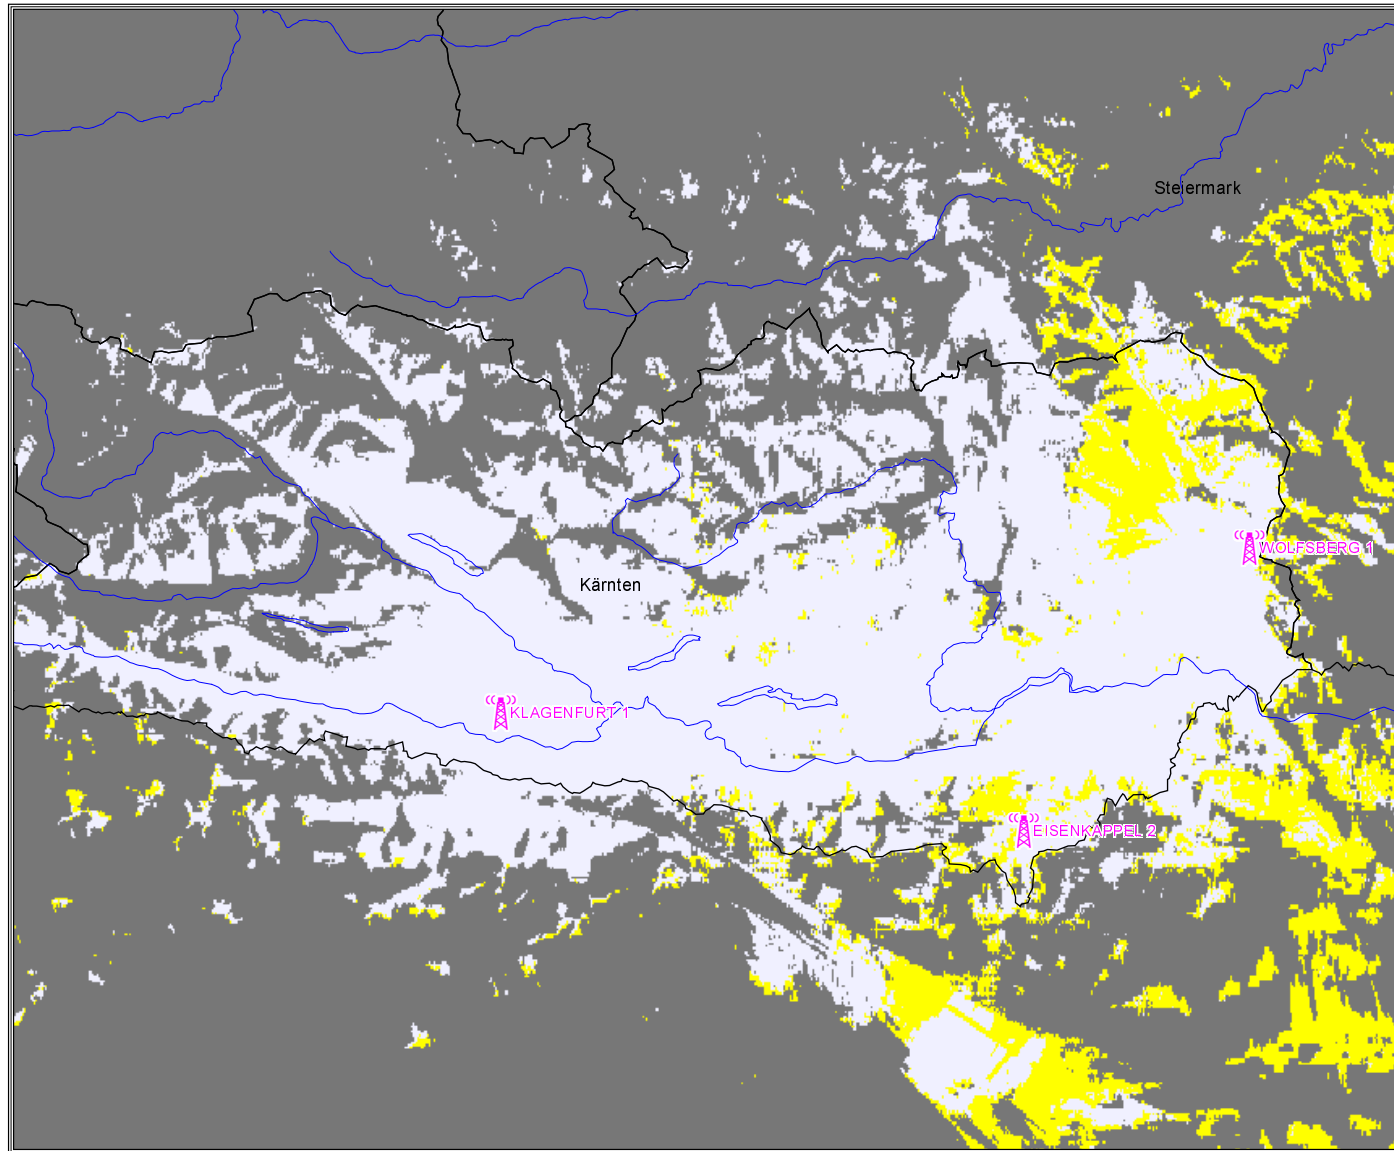 Steiermark
WOLFSBERG 1
Kärnten
KLAGENFURT 1
EISENKAPPEL 2